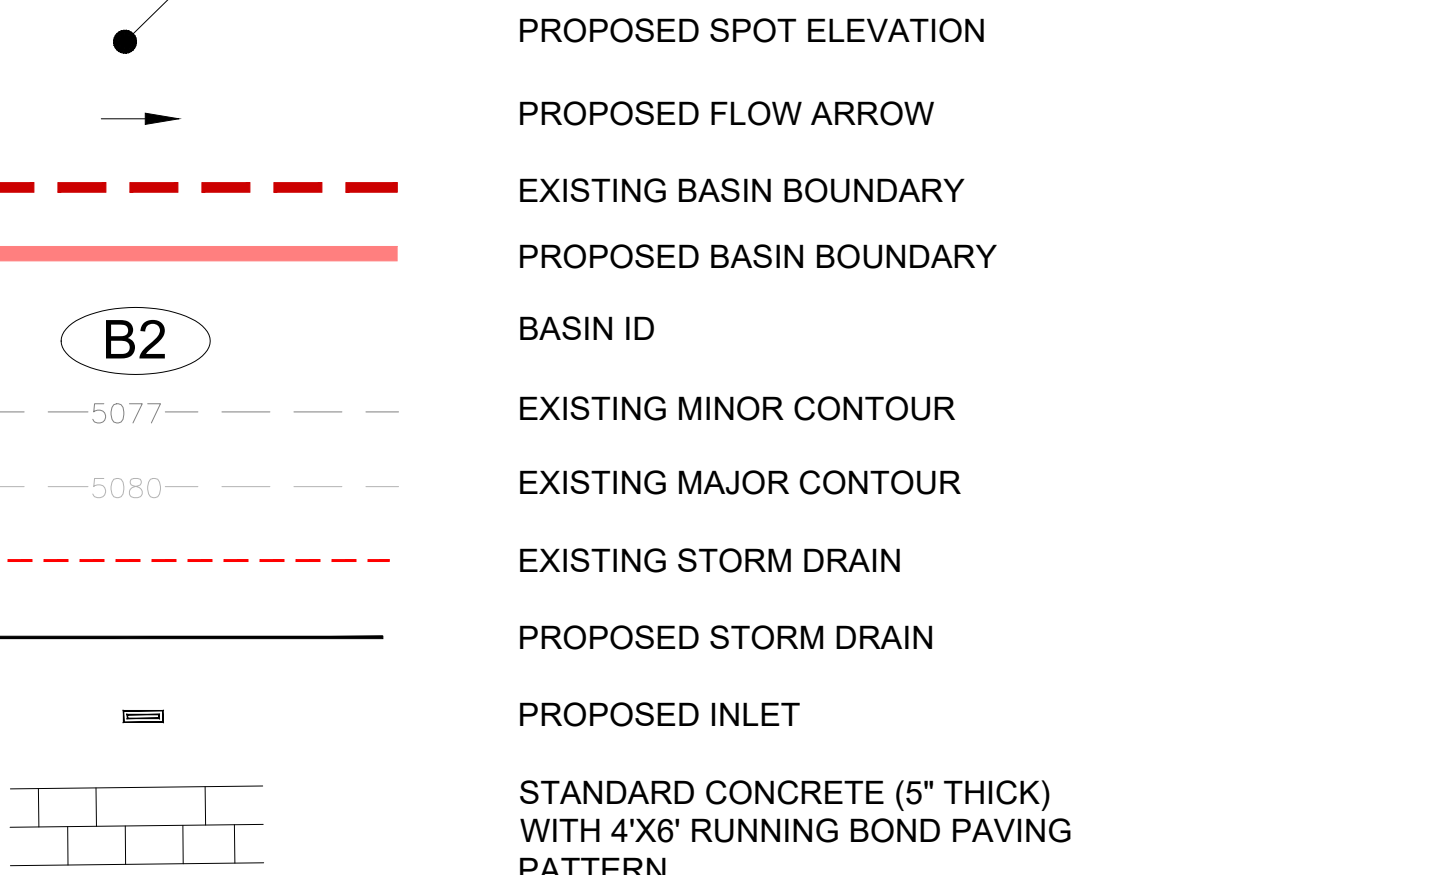 PROPOSED SPOT ELEVATION
PROPOSED FLOW ARROW
EXISTING BASIN BOUNDARY
PROPOSED BASIN BOUNDARY
B2 BASIN ID
5077 EXISTING MINOR CONTOUR
5080 EXISTING MAJOR CONTOUR
EXISTING STORM DRAIN
PROPOSED STORM DRAIN
PROPOSED INLET
STANDARD CONCRETE (5" THICK)
WITH 4'X6' RUNNING BOND PAVING
PATTERN